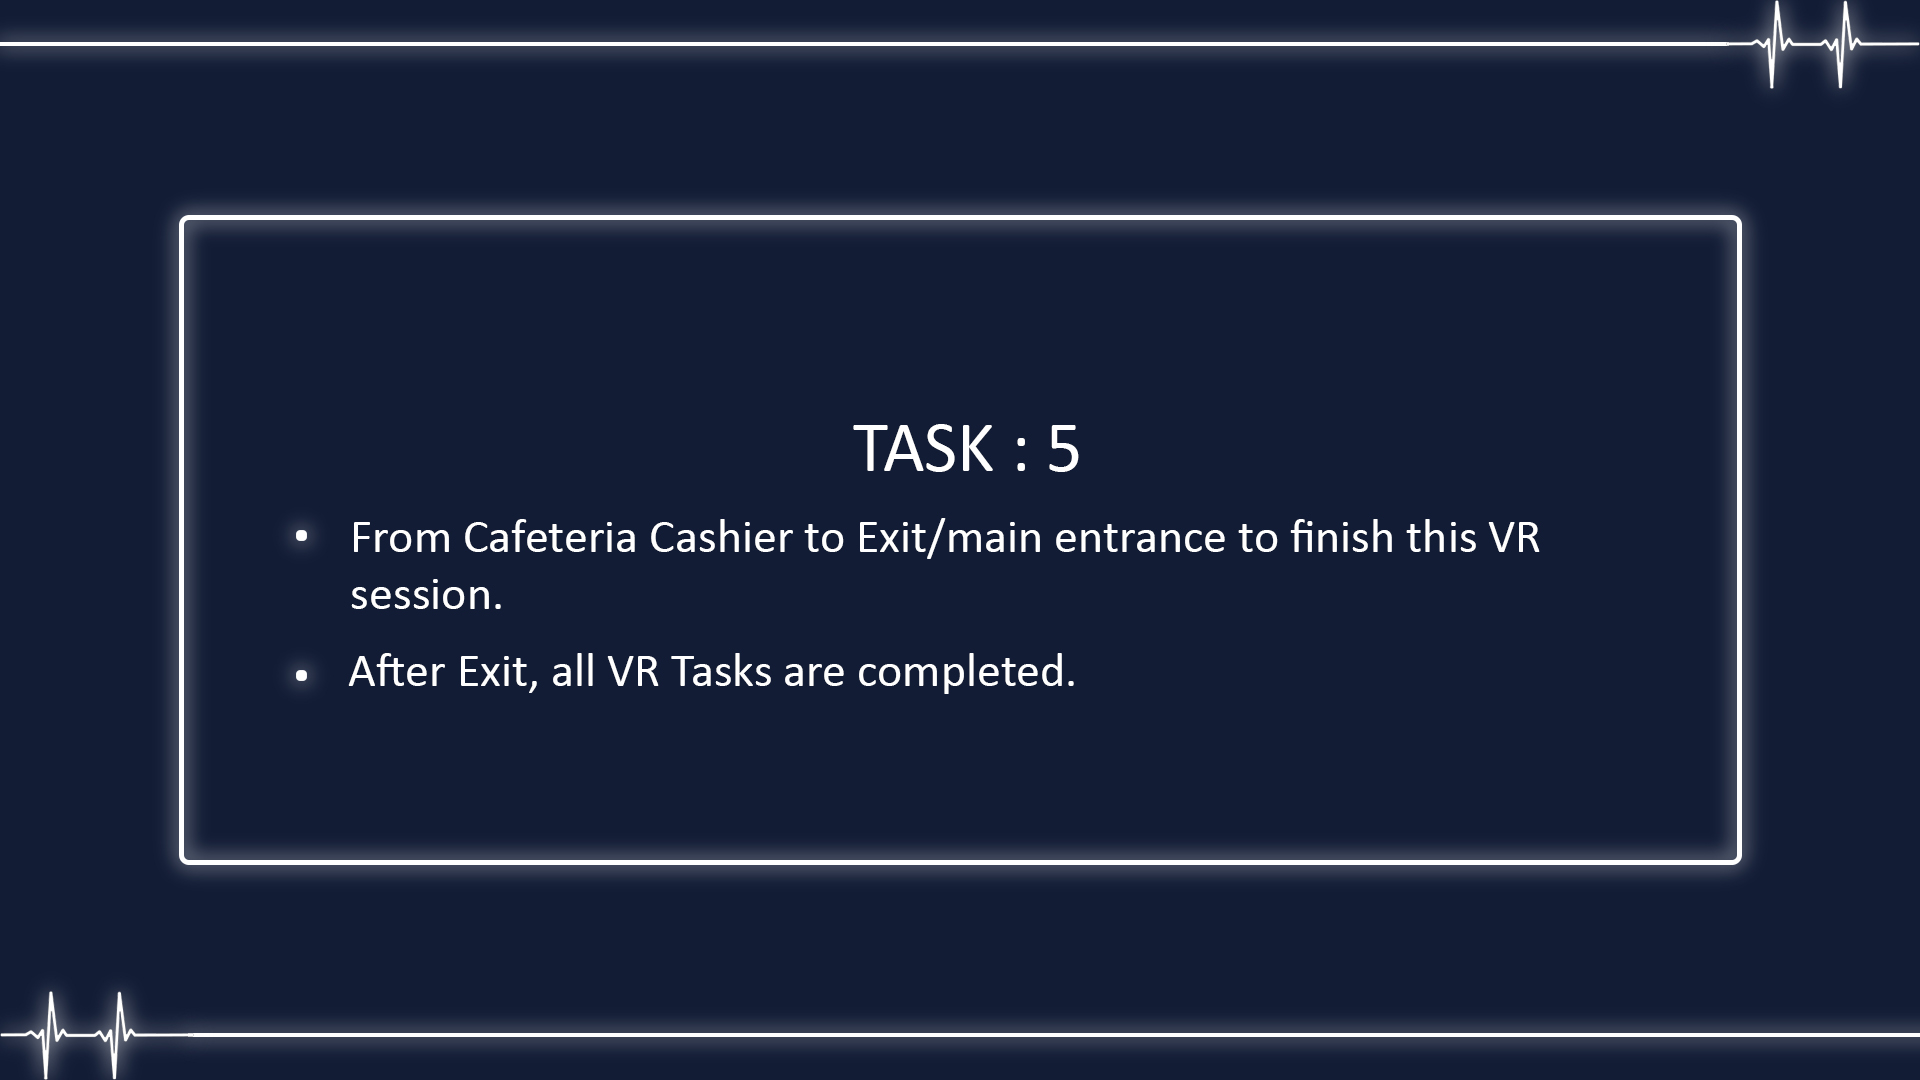 TASK : 5
• From Cafeteria Cashier to Exit/main entrance to finish this VR
session.
• After Exit, all VR Tasks are completed.